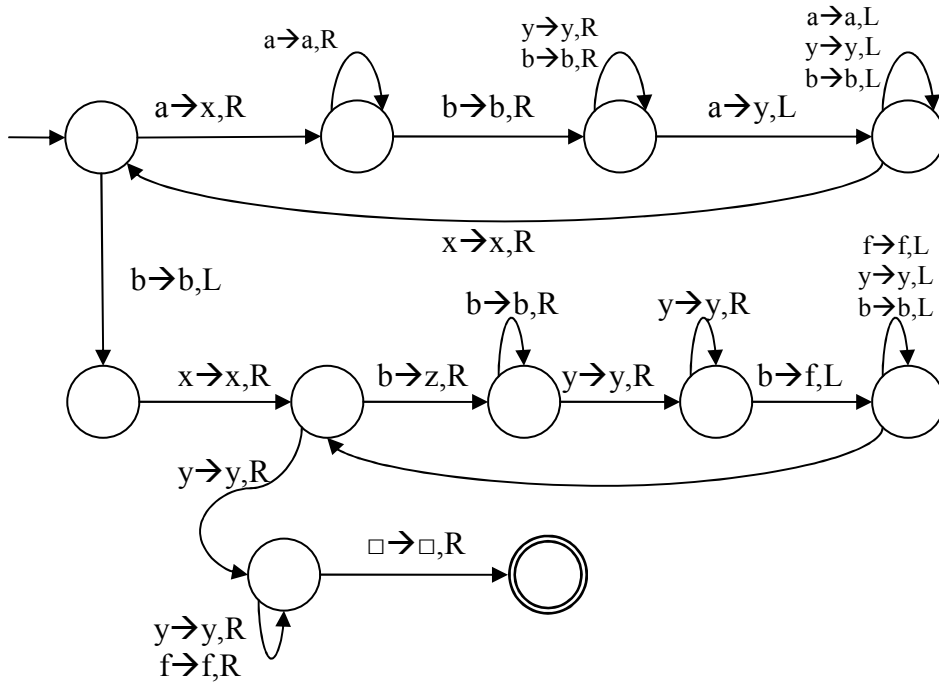 a→a,R
y→y,R
b→b,R
a→a,L
y→y,L
b→b,L
a→x,R
b→b,R
a→y,L
x→x,R
b→b,L
f→f,L
y→y,L
b→b,L
b→b,R
y→y,R
x→x,R
b→z,R
y→y,R
b→f,L
y→y,R
□→□,R
y→y,R
f→f,R